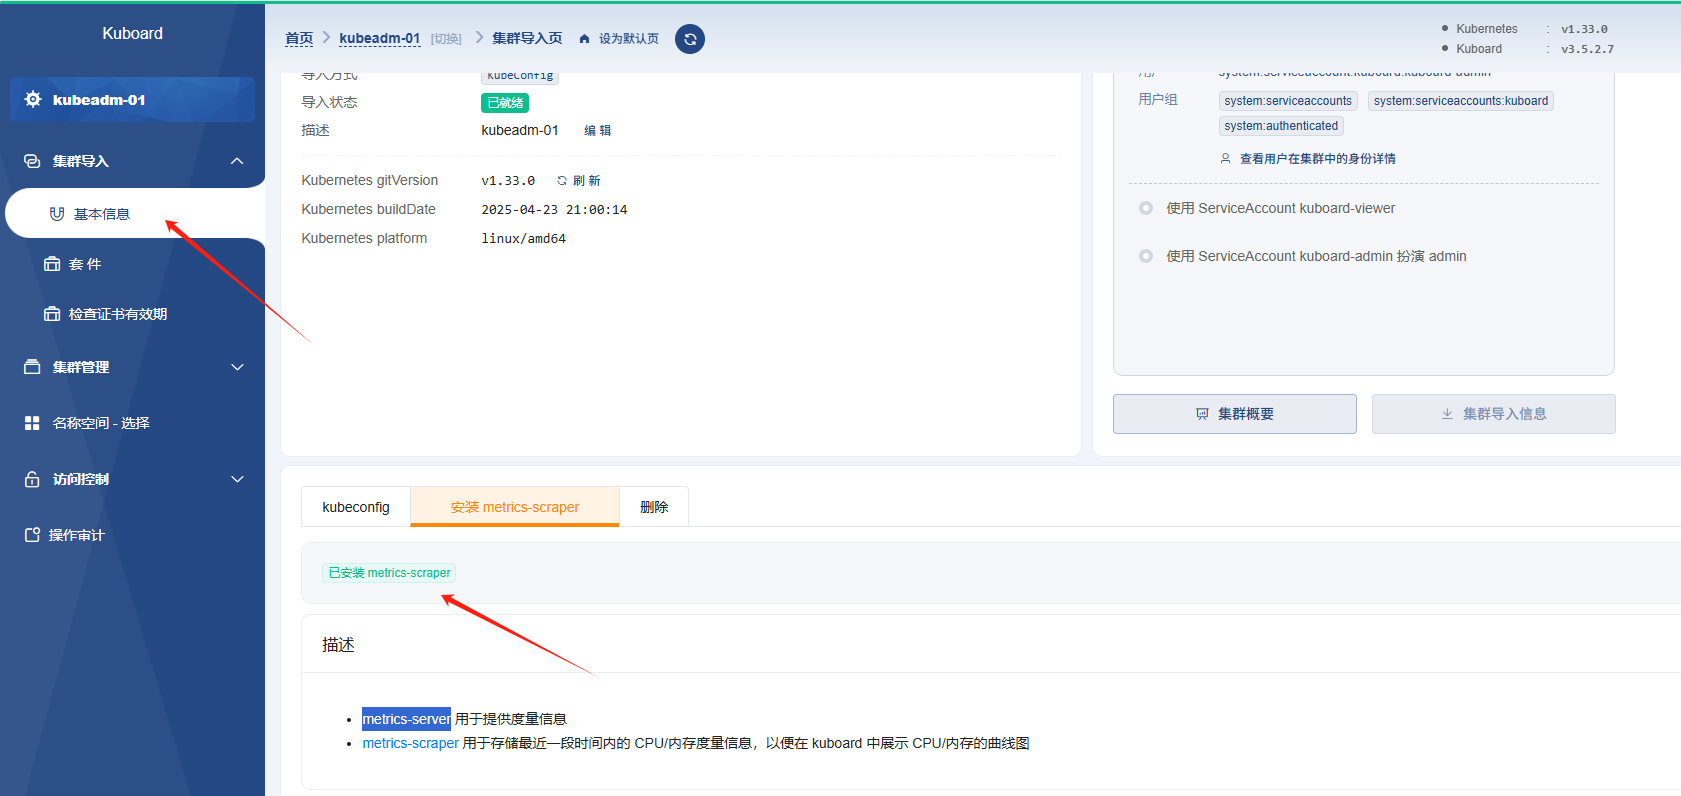 Kuboard
首页 kubeadm-01 [切换] 集群导入页 设为默认页
Kubernetes : v1.33.0
Kuboard : v3.5.2.7
kubeadm-01
集群导入
基本信息
套 件
检查证书有效期
集群管理
名称空间 - 选择
访问控制
操作审计
导入方式 KubeConfig
导入状态 已就绪
描述 kubeadm-01 编 辑
Kubernetes gitVersion v1.33.0 刷 新
Kubernetes buildDate 2025-04-23 21:00:14
Kubernetes platform linux/amd64
用户 system:serviceaccount:kuboard:kuboard-admin
用户组 system:serviceaccounts system:serviceaccounts:kuboard
system:authenticated
查看用户在集群中的身份详情
使用 ServiceAccount kuboard-viewer
使用 ServiceAccount kuboard-admin 扮演 admin
集群概要 集群导入信息
kubeconfig 安装 metrics-scraper 删除
已安装 metrics-scraper
描述
• metrics-server 用于提供度量信息
• metrics-scraper 用于存储最近一段时间内的 CPU/内存度量信息，以便在 kuboard 中展示 CPU/内存的曲线图